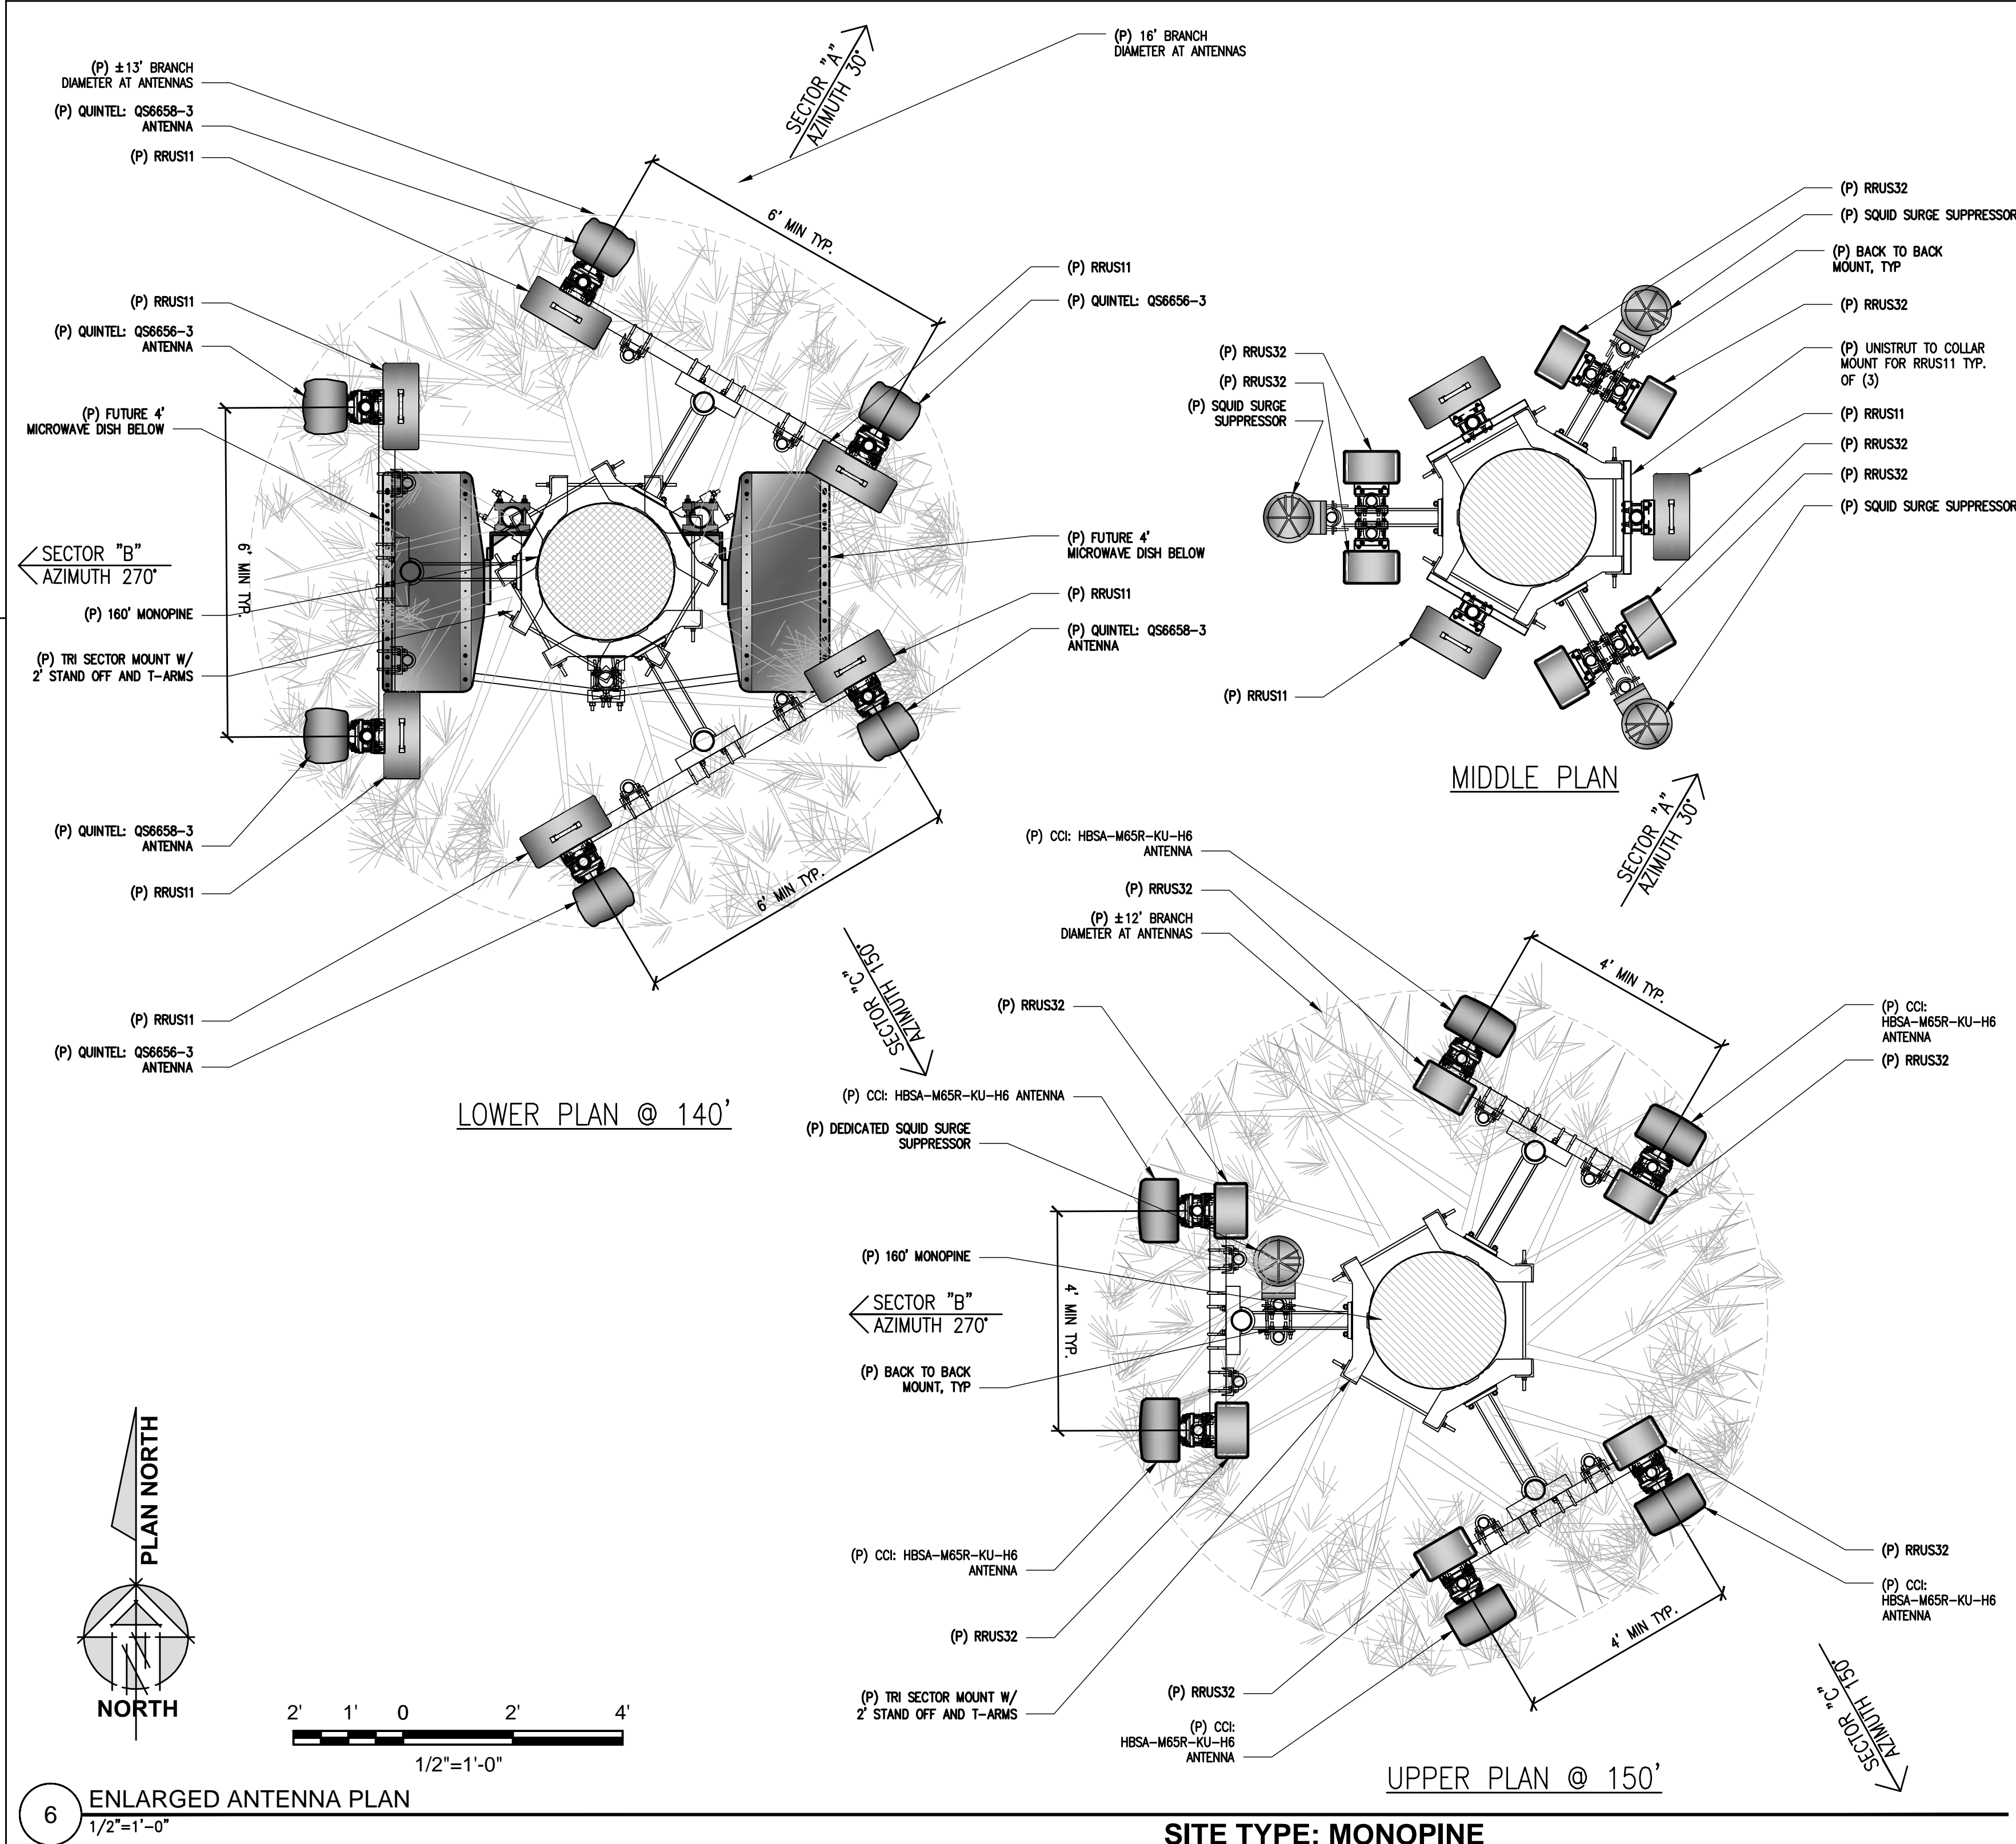 (P) ±13' BRANCH
DIAMETER AT ANTENNAS
(P) QUINTEL: QS6658-3
ANTENNA
(P) RRUS11
(P) RRUS11
(P) QUINTEL: QS6656-3
ANTENNA
(P) FUTURE 4'
MICROWAVE DISH BELOW
SECTOR "B"
AZIMUTH 270°
(P) 160' MONOPINE
(P) TRI SECTOR MOUNT W/
2' STAND OFF AND T-ARMS
(P) QUINTEL: QS6658-3
ANTENNA
(P) RRUS11
(P) RRUS11
(P) QUINTEL: QS6656-3
ANTENNA
6' MIN TYP.
SECTOR "A"
AZIMUTH 30°
(P) 16' BRANCH
DIAMETER AT ANTENNAS
6' MIN TYP.
(P) RRUS11
(P) QUINTEL: QS6656-3
(P) FUTURE 4'
MICROWAVE DISH BELOW
(P) RRUS11
(P) QUINTEL: QS6658-3
ANTENNA
6' MIN TYP.
SECTOR "C"
AZIMUTH 150°
LOWER PLAN @ 140'
(P) RRUS32
(P) RRUS32
(P) SQUID SURGE
SUPPRESSOR
(P) RRUS11
(P) RRUS32
(P) SQUID SURGE SUPPRESSOR
(P) BACK TO BACK
MOUNT, TYP
(P) RRUS32
(P) UNISTRUT TO COLLAR
MOUNT FOR RRUS11 TYP.
OF (3)
(P) RRUS11
(P) RRUS32
(P) RRUS32
(P) SQUID SURGE SUPPRESSOR
MIDDLE PLAN
SECTOR "A"
AZIMUTH 30°
(P) CCI: HBSA-M65R-KU-H6
ANTENNA
(P) RRUS32
(P) ±12' BRANCH
DIAMETER AT ANTENNAS
(P) RRUS32
(P) CCI: HBSA-M65R-KU-H6 ANTENNA
(P) DEDICATED SQUID SURGE
SUPPRESSOR
(P) 160' MONOPINE
SECTOR "B"
AZIMUTH 270°
(P) BACK TO BACK
MOUNT, TYP
(P) CCI: HBSA-M65R-KU-H6
ANTENNA
(P) RRUS32
(P) TRI SECTOR MOUNT W/
2' STAND OFF AND T-ARMS
4' MIN TYP.
4' MIN TYP.
(P) CCI:
HBSA-M65R-KU-H6
ANTENNA
(P) RRUS32
(P) RRUS32
(P) CCI:
HBSA-M65R-KU-H6
ANTENNA
4' MIN TYP.
(P) RRUS32
(P) CCI:
HBSA-M65R-KU-H6
ANTENNA
SECTOR "C"
AZIMUTH 150°
UPPER PLAN @ 150'
PLAN NORTH
NORTH
2' 1' 0 2' 4'
1/2"=1'-0"
6
ENLARGED ANTENNA PLAN
1/2"=1'-0"
SITE TYPE: MONOPINE